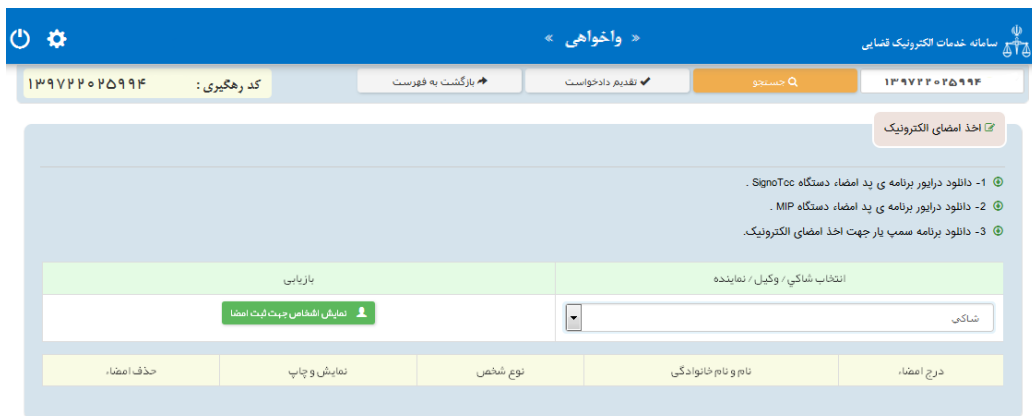 سامانه خدمات الکترونیک قضایی
« واخواهی »
۱۳۹۷۲۲۰۲۵۹۹۴
جستجو
تقدیم دادخواست
بازگشت به فهرست
کد رهگیری :
۱۳۹۷۲۲۰۲۵۹۹۴
اخذ امضای الکترونیک
1- دانلود درایور برنامه ی پد امضاء دستگاه SignoTcc .
2- دانلود درایور برنامه ی پد امضاء دستگاه MIP .
3- دانلود برنامه سمپ یار جهت اخذ امضای الکترونیک.
انتخاب شاکي/ وکیل/ نماینده
بازیابی
شاکی
نمایش اشخاص جهت ثبت امضا
درج امضاء
نام و نام خانوادگی
نوع شخص
نمایش و چاپ
حذف امضاء